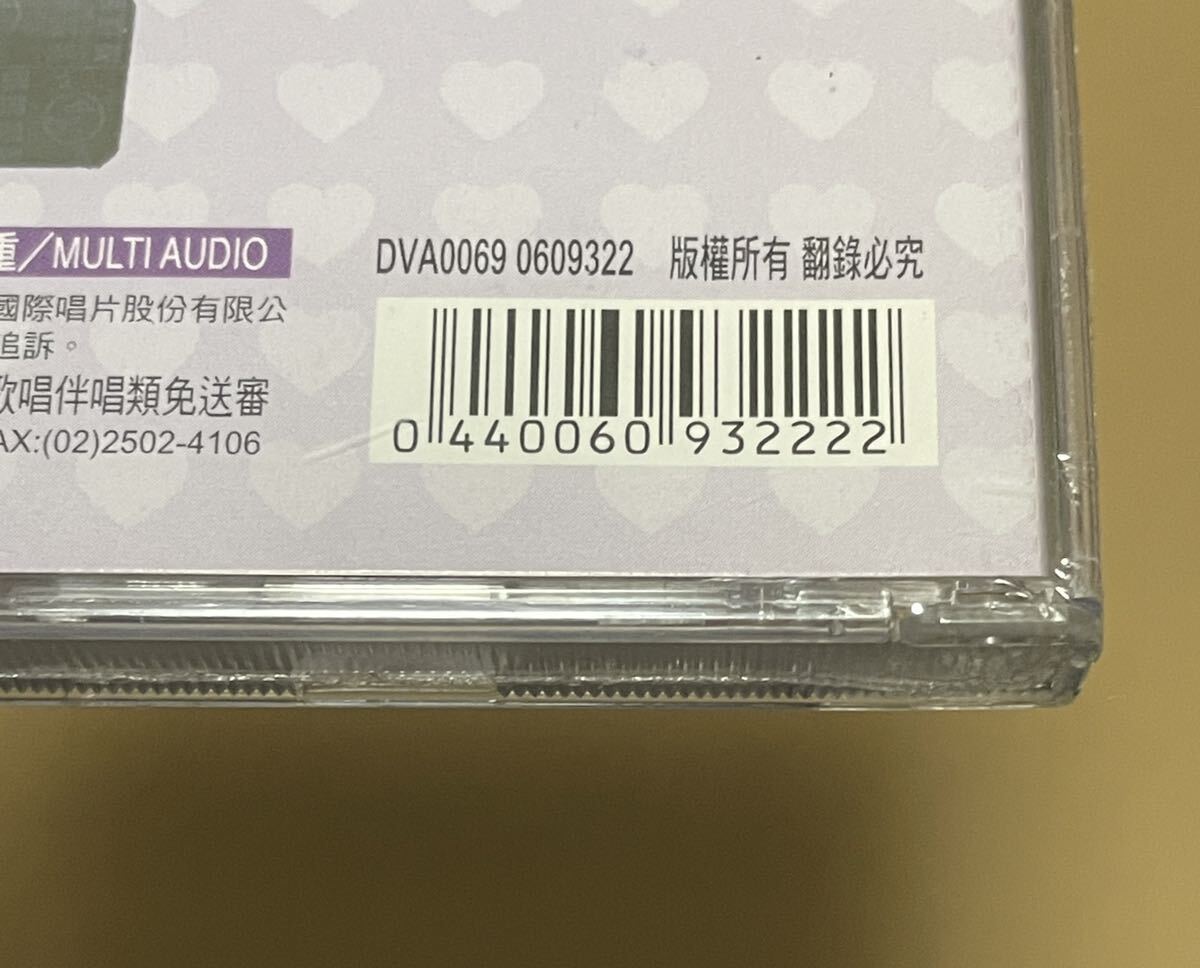 重／MULTI AUDIO
國際唱片股份有限公
追訴。
歌唱伴唱類免送審
AX:(02)2502-4106
DVA0069 0609322 版權所有 翻錄必究
0 440060 932222